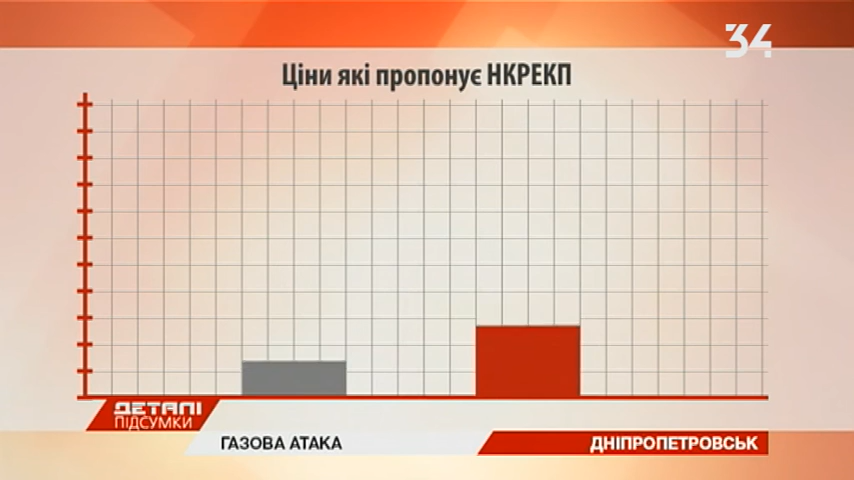 34
Ціни які пропонує НКРЕКП
ДЕТАЛІ
ПІДСУМКИ
ГАЗОВА АТАКА
ДНІПРОПЕТРОВСЬК